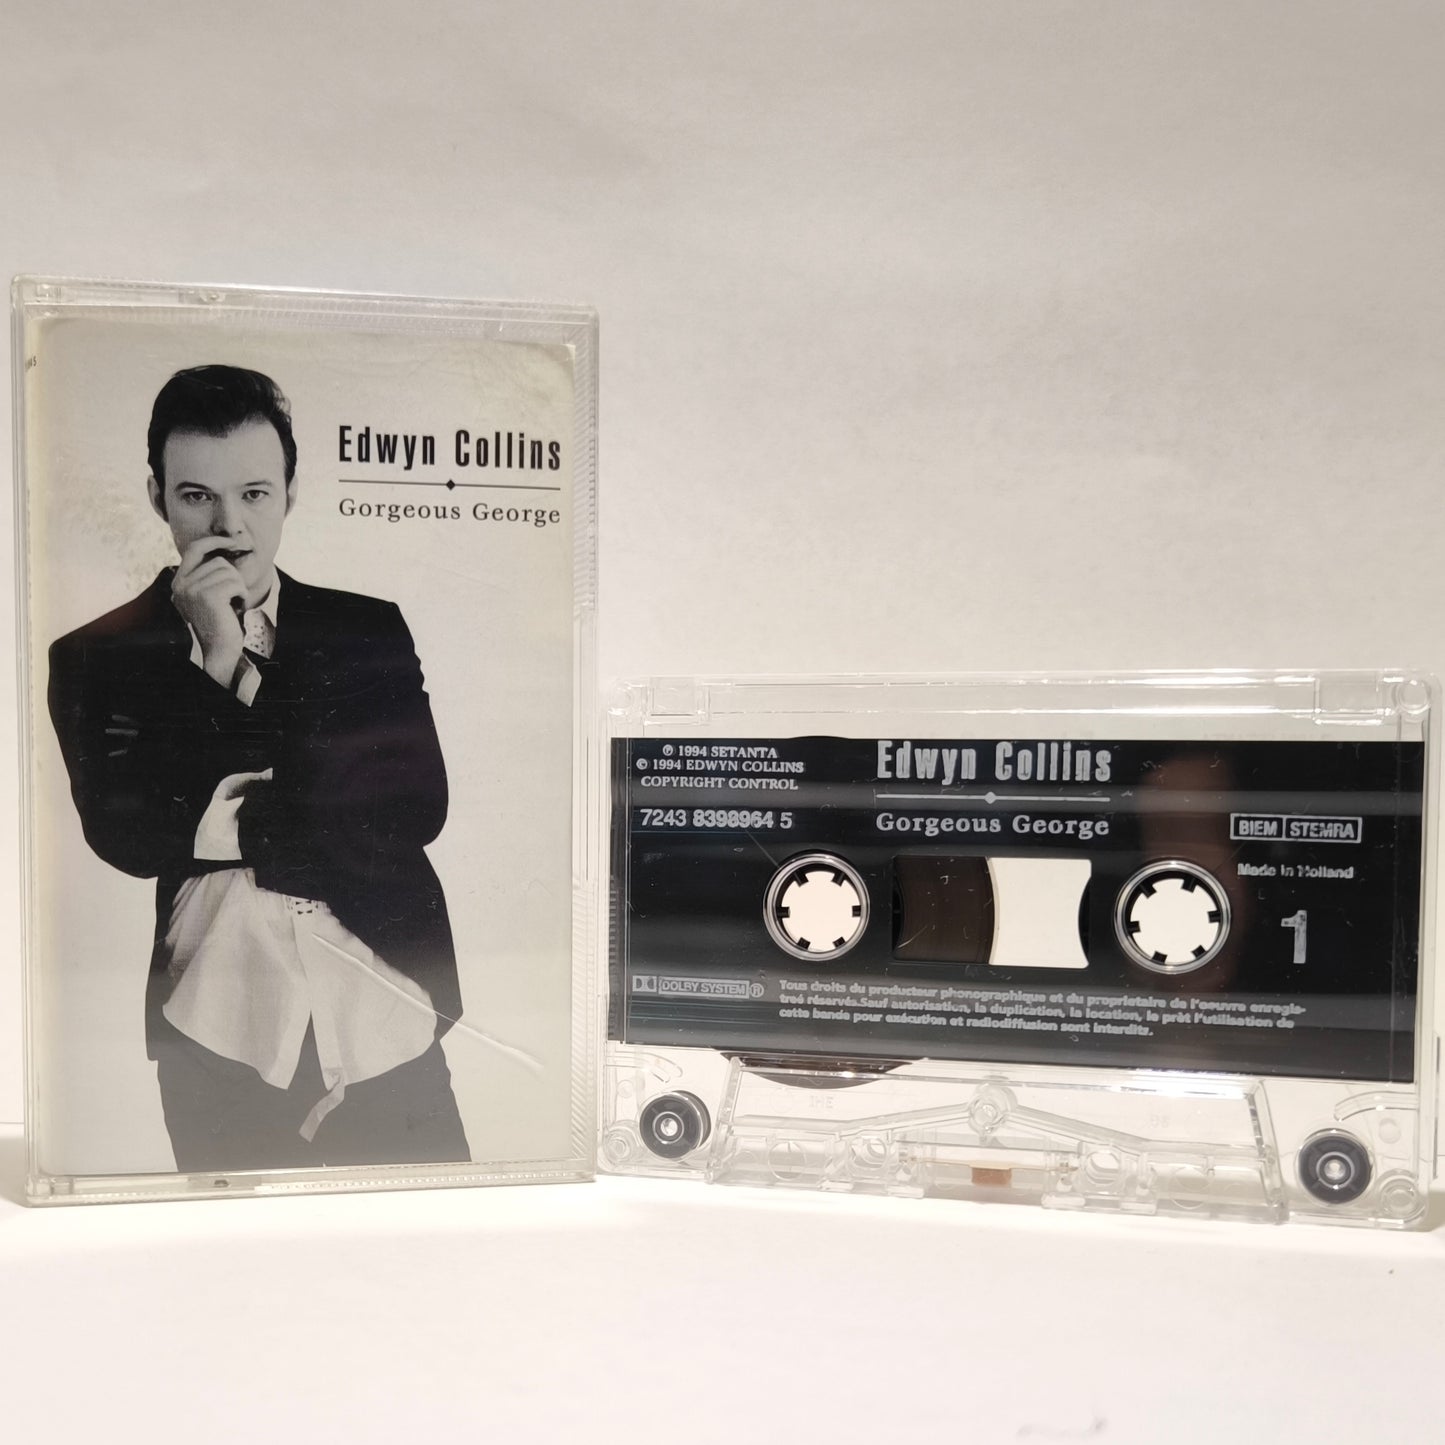 Edwyn Collins
Gorgeous George
℗ 1994 SETANTA
© 1994 EDWYN COLLINS
COPYRIGHT CONTROL
7243 8398964 5
Edwyn Collins
Gorgeous George
BIEM STEMRA
Made in Holland
1
DOLBY SYSTEM ®
Tous droits du producteur phonographique et du proprietaire de l'oeuvre enregis-
treé réservés.Sauf autorisation, la duplication, la location, le prêt l'utilisation de
cette bande pour exécution et radiodiffusion sont interdits.